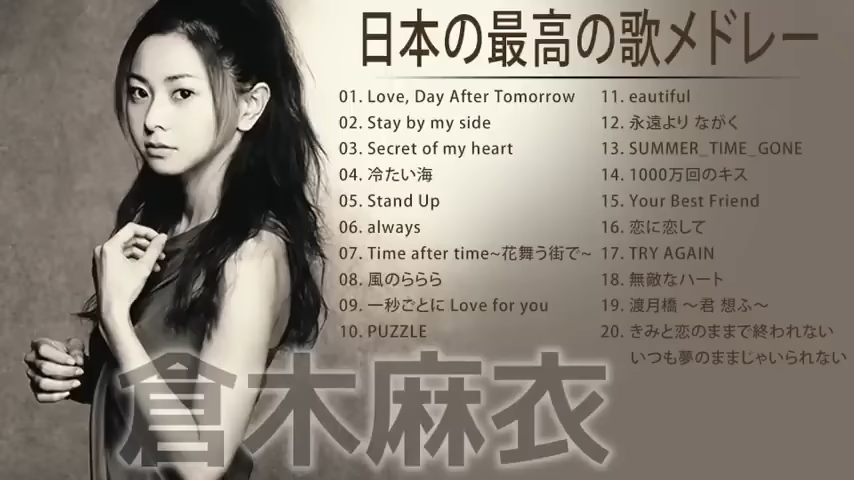 日本の最高の歌メドレー
01. Love, Day After Tomorrow
02. Stay by my side
03. Secret of my heart
04. 冷たい海
05. Stand Up
06. always
07. Time after time~花舞う街で~
08. 風のららら
09. 一秒ごとに Love for you
10. PUZZLE
11. eautiful
12. 永遠より ながく
13. SUMMER_TIME_GONE
14. 1000万回のキス
15. Your Best Friend
16. 恋に恋して
17. TRY AGAIN
18. 無敵なハート
19. 渡月橋 ～君 想ふ～
20. きみと恋のままで終われない
いつも夢のままじゃいられない
倉木麻衣